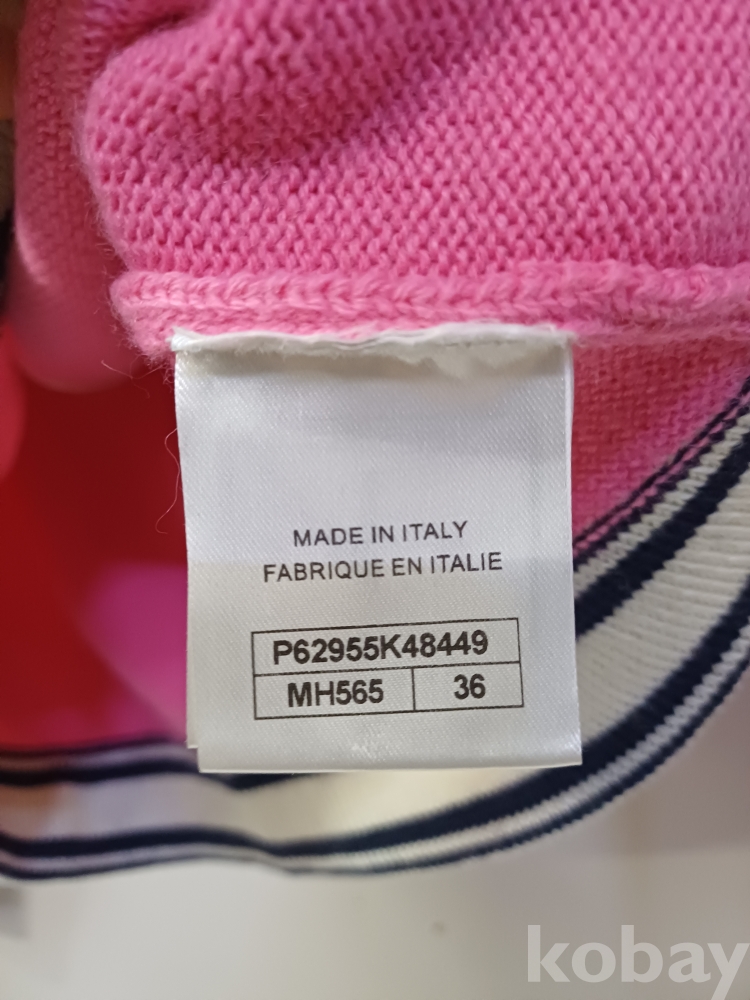 MADE IN ITALY
FABRIQUE EN ITALIE
P62955K48449
MH565 36
kobay